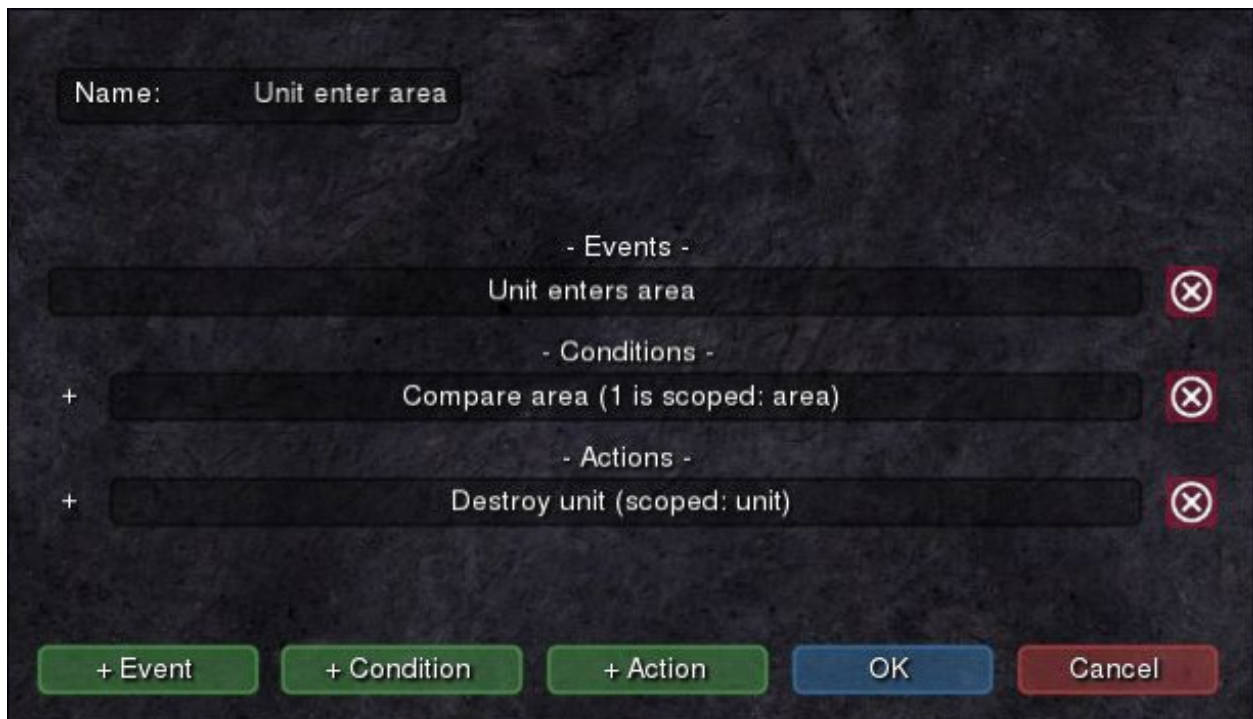 Name: Unit enter area
- Events -
Unit enters area
- Conditions -
+ Compare area (1 is scoped: area)
- Actions -
+ Destroy unit (scoped: unit)
+ Event + Condition + Action OK Cancel